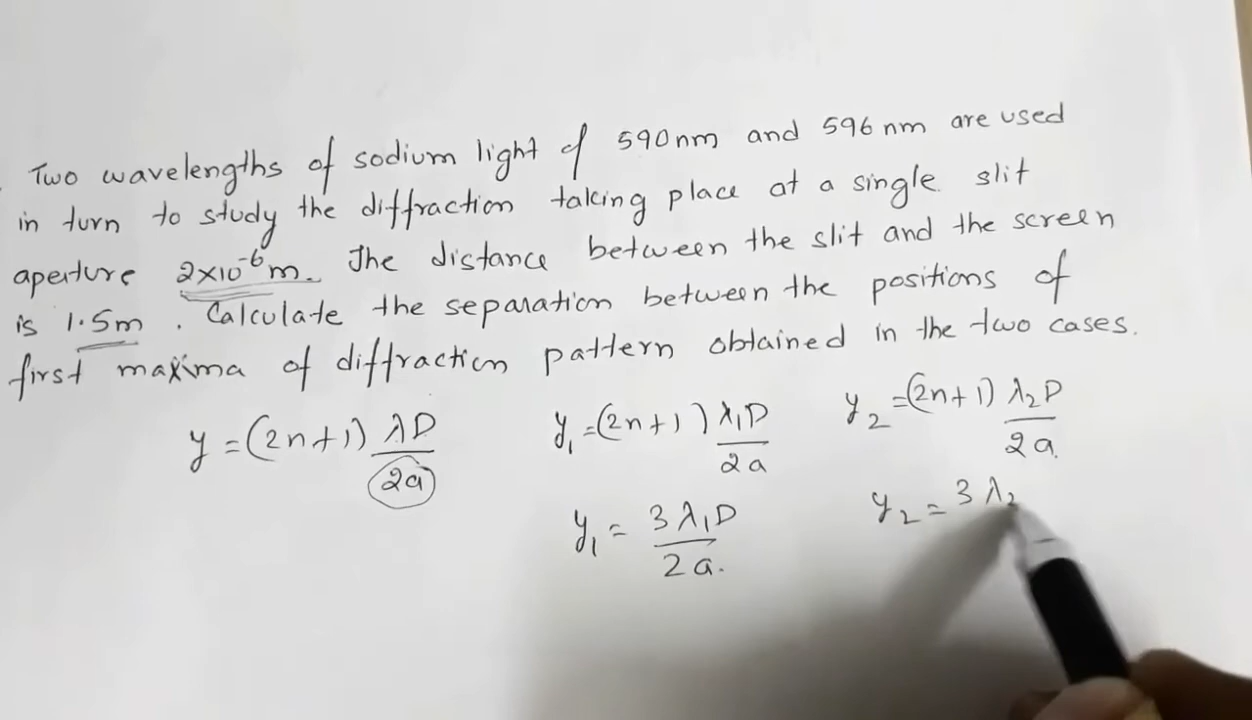 Two wavelengths of sodium light of 590nm and 596nm are used
in turn to study the diffraction taking place at a single slit
aperture 2×10⁻⁶m. The distance between the slit and the screen
is 1.5m. Calculate the separation between the positions of
first maxima of diffraction pattern obtained in the two cases.
y = (2n+1) λD/2a y₁ = (2n+1) λ₁D/2a y₂ = (2n+1) λ₂D/2a
y₁ = 3λ₁D/2a. y₂ = 3λ₂